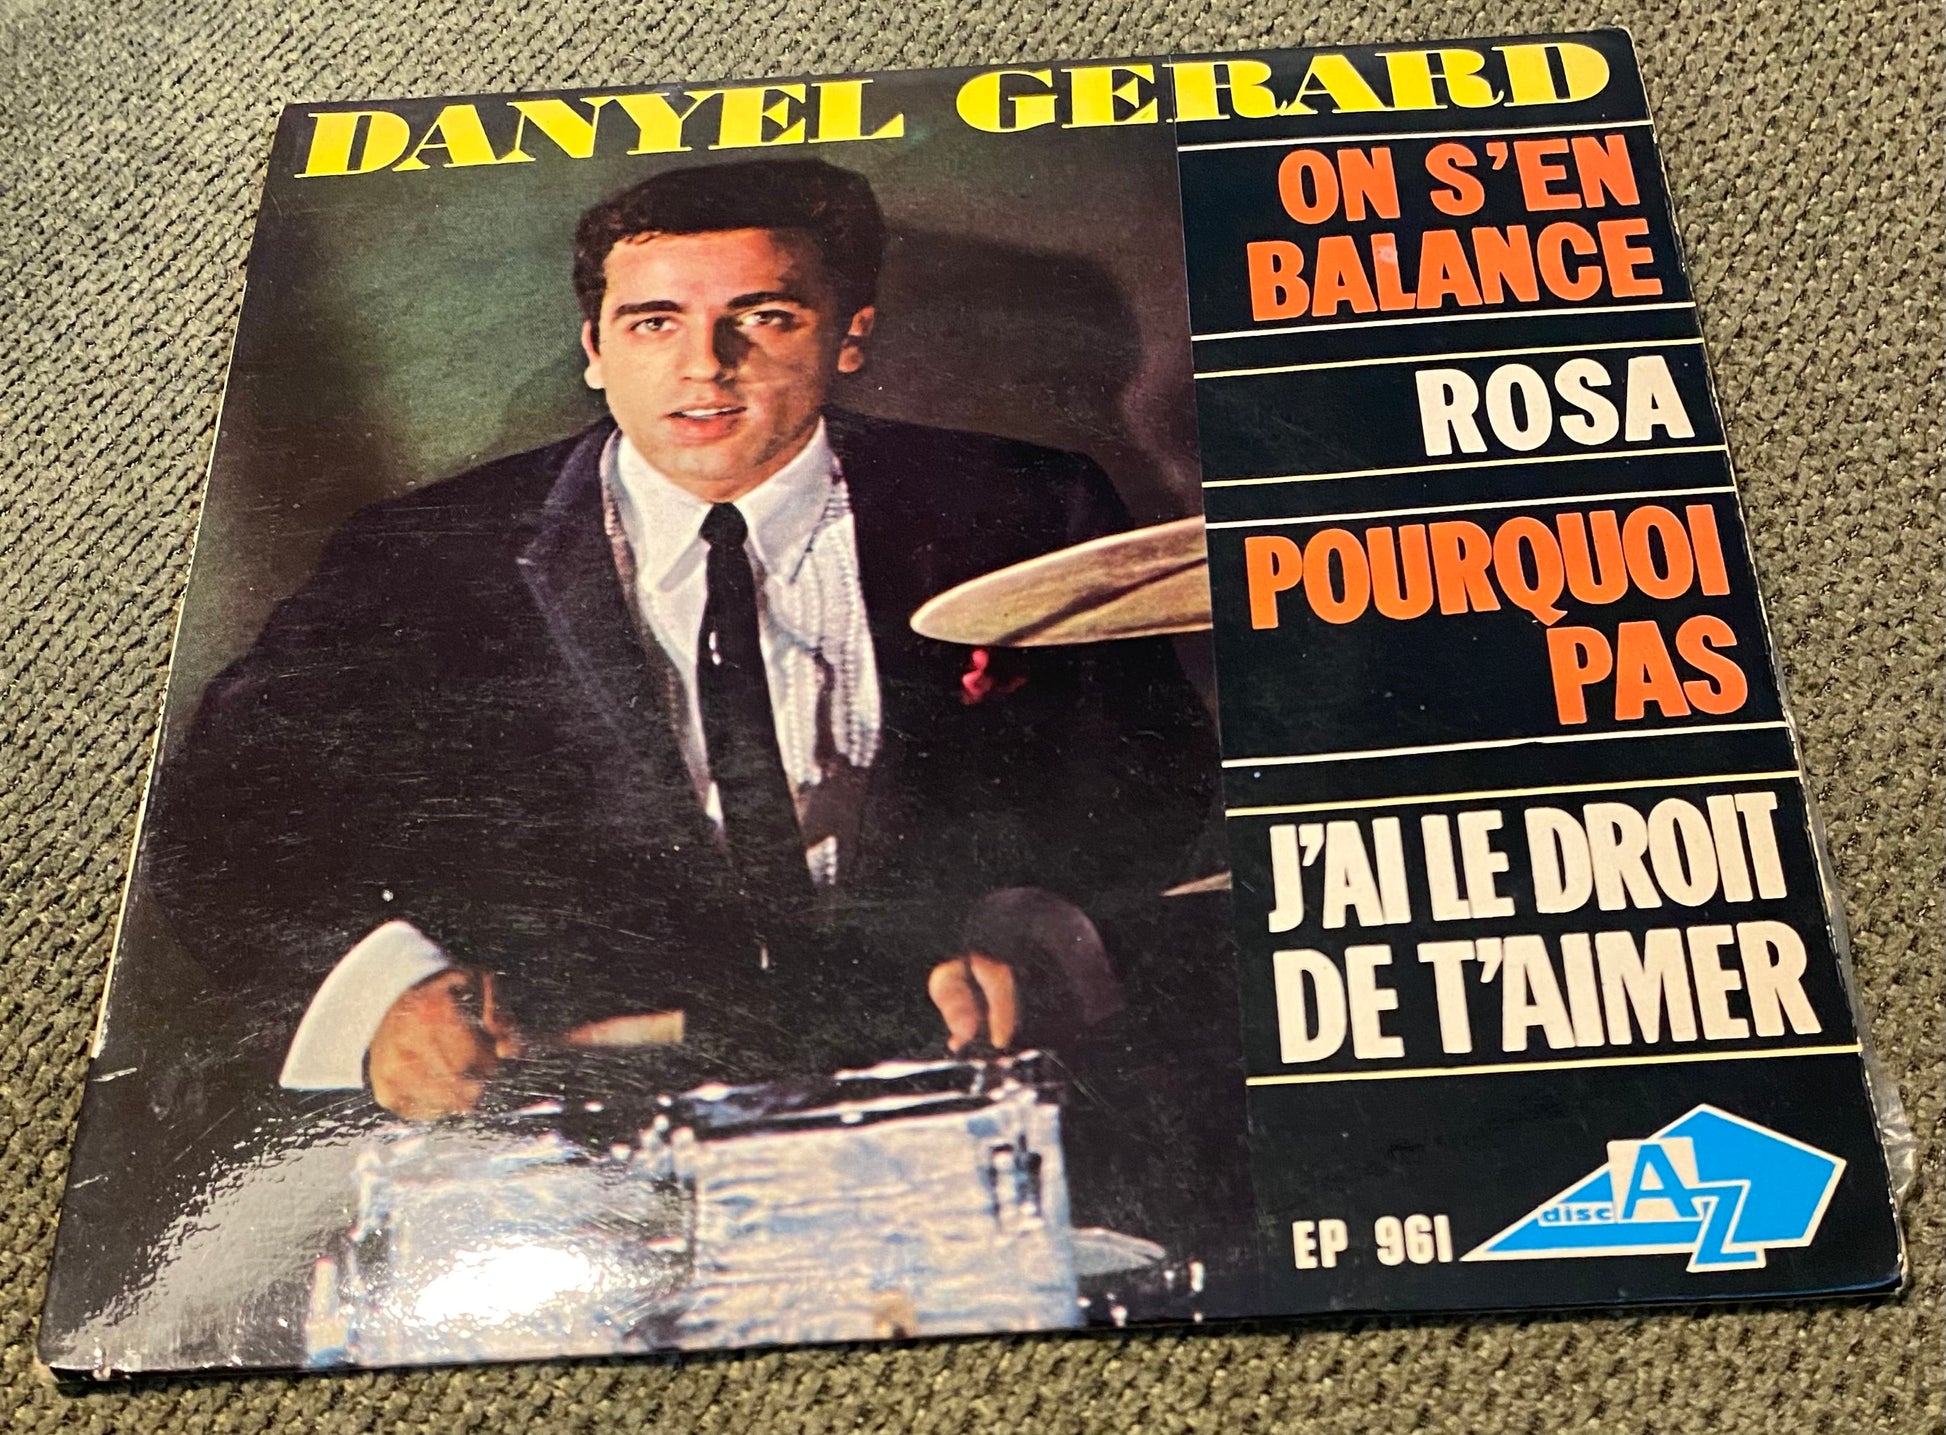 DANYEL GERARD
ON S'EN
BALANCE
ROSA
POURQUOI
PAS
J'AI LE DROIT
DE T'AIMER
EP 961
disc AZ